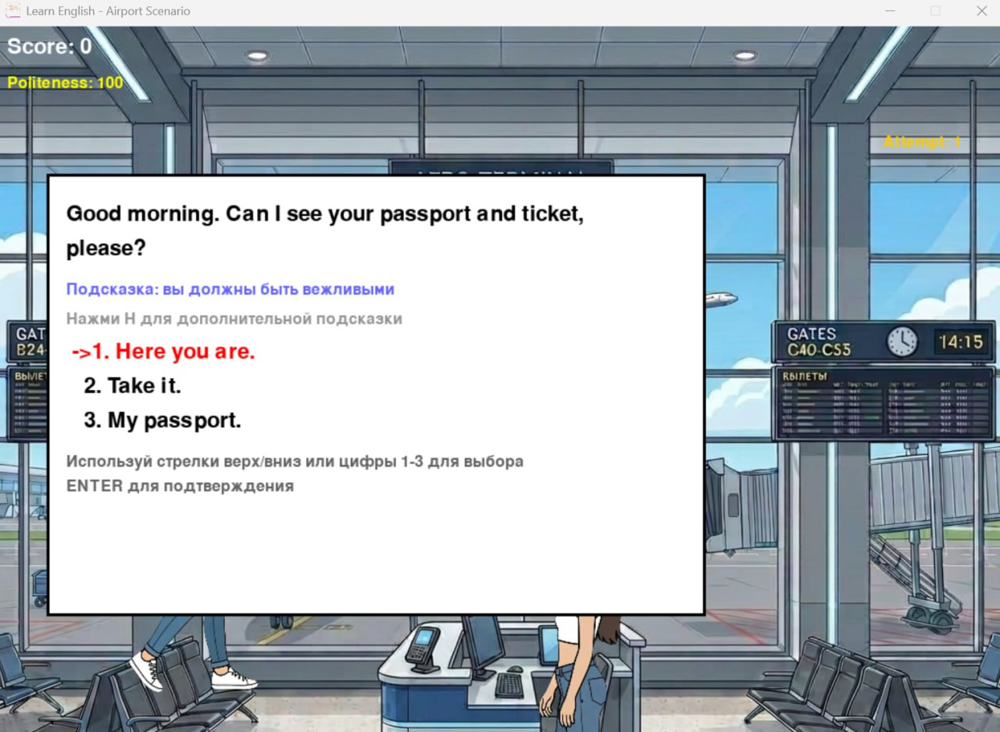 Learn English - Airport Scenario
Score: 0
Politeness: 100
Attempt: 1
Good morning. Can I see your passport and ticket,
please?
Подсказка: вы должны быть вежливыми
Нажми H для дополнительной подсказки
->1. Here you are.
2. Take it.
3. My passport.
Используй стрелки верх/вниз или цифры 1-3 для выбора
ENTER для подтверждения
GAT
B24-
GATES
C40-CS3
14:15
ВЫЛЕТЫ